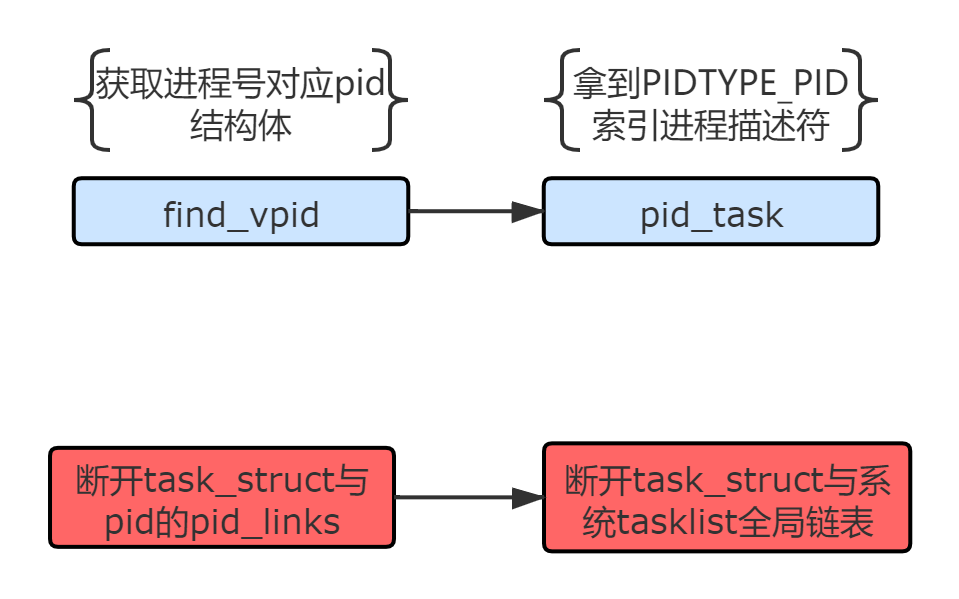 获取进程号对应pid
结构体
拿到PIDTYPE_PID
索引进程描述符
find_vpid
pid_task
断开task_struct与
pid的pid_links
断开task_struct与系
统tasklist全局链表